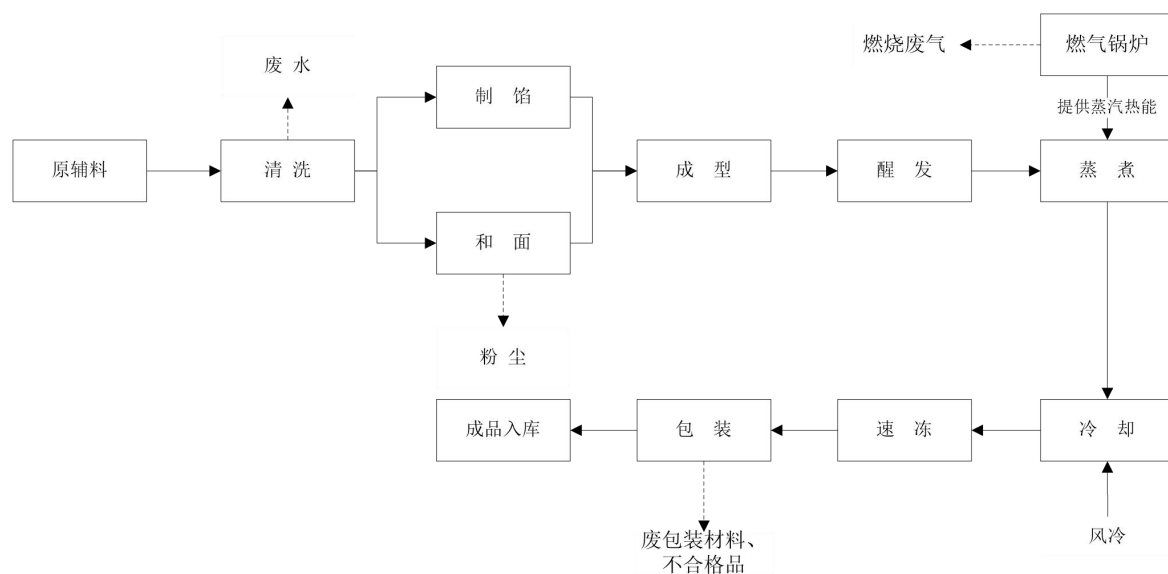 燃烧废气
燃气锅炉
废 水
制 馅
提供蒸汽热能
原辅料
清 洗
成 型
醒 发
蒸 煮
和 面
粉 尘
成品入库
包 装
速 冻
冷 却
废包装材料、
不合格品
风冷